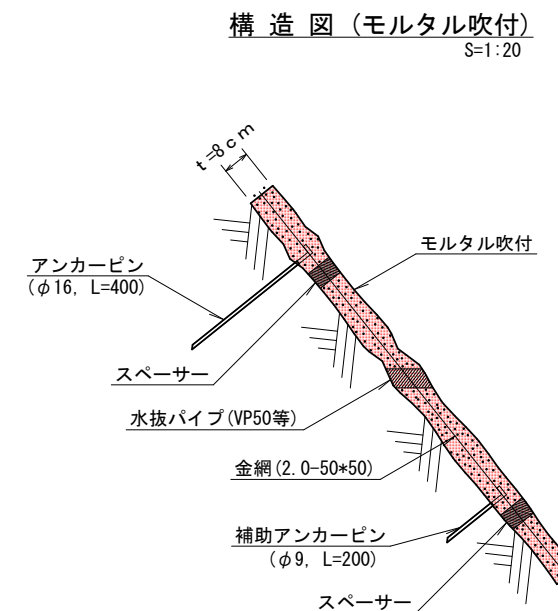 構造図(モルタル吹付)
S=1:20
t=8cm
モルタル吹付
アンカーピン
(φ16, L=400)
スペーサー
水抜パイプ(VP50等)
金網(2.0-50*50)
補助アンカーピン
(φ9, L=200)
スペーサー